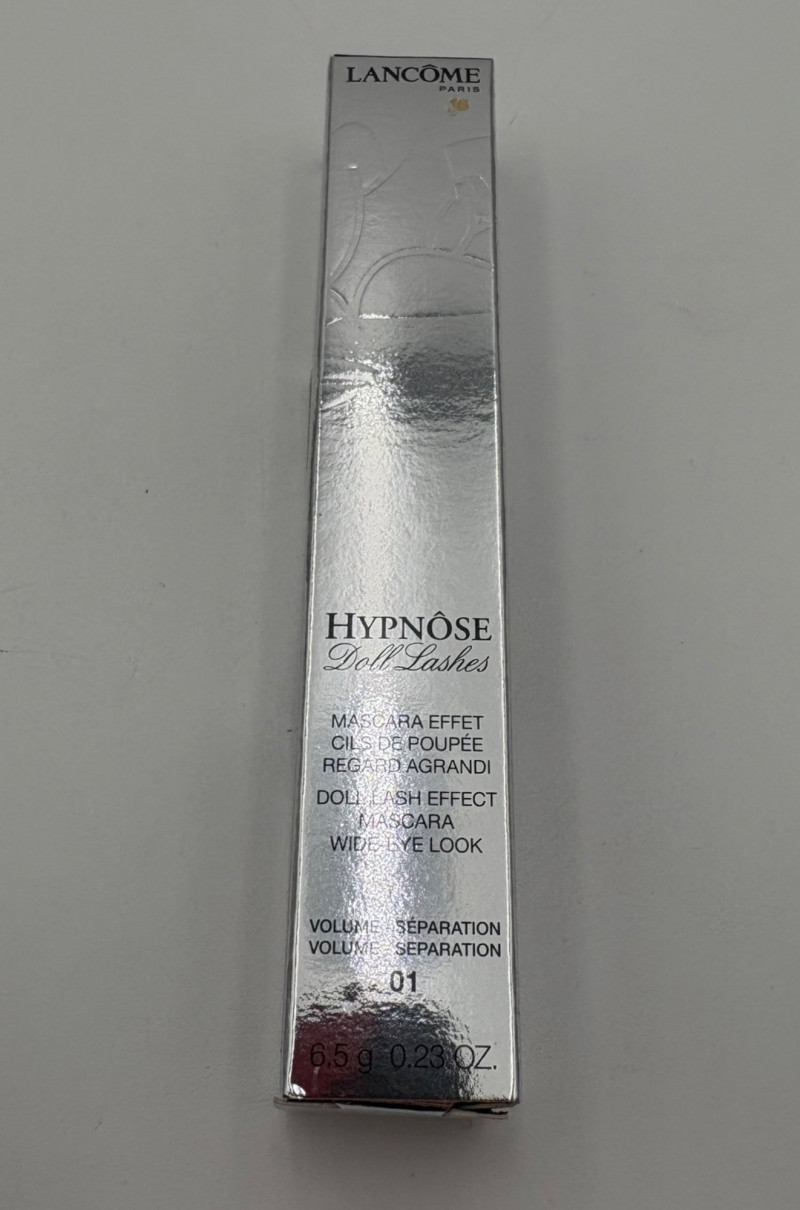 LANCÔME
PARIS
HYPNÔSE
Doll Lashes
MASCARA EFFET
CILS DE POUPÉE
REGARD AGRANDI
DOLL LASH EFFECT
MASCARA
WIDE-EYE LOOK
VOLUME - SÉPARATION
VOLUME - SEPARATION
01
6.5 g 0.23 OZ.